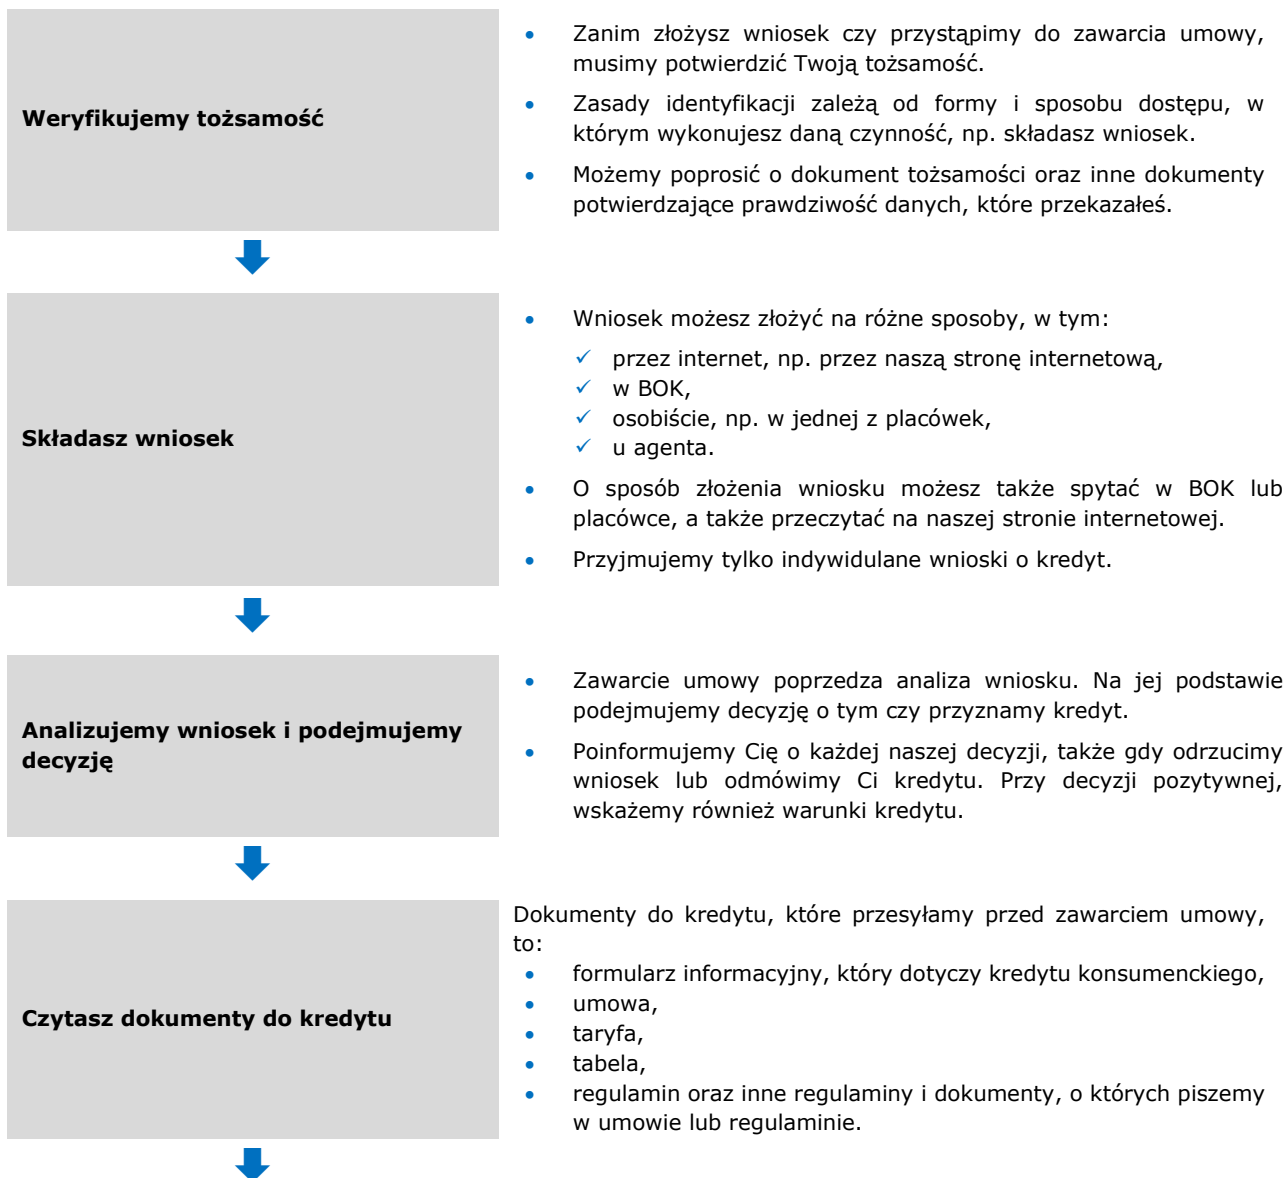 Weryfikujemy tożsamość
• Zanim złożysz wniosek czy przystąpimy do zawarcia umowy,
musimy potwierdzić Twoją tożsamość.
• Zasady identyfikacji zależą od formy i sposobu dostępu, w
którym wykonujesz daną czynność, np. składasz wniosek.
• Możemy poprosić o dokument tożsamości oraz inne dokumenty
potwierdzające prawdziwość danych, które przekazałeś.
Składasz wniosek
• Wniosek możesz złożyć na różne sposoby, w tym:
✓ przez internet, np. przez naszą stronę internetową,
✓ w BOK,
✓ osobiście, np. w jednej z placówek,
✓ u agenta.
• O sposób złożenia wniosku możesz także spytać w BOK lub
placówce, a także przeczytać na naszej stronie internetowej.
• Przyjmujemy tylko indywidulane wnioski o kredyt.
Analizujemy wniosek i podejmujemy
decyzję
• Zawarcie umowy poprzedza analiza wniosku. Na jej podstawie
podejmujemy decyzję o tym czy przyznamy kredyt.
• Poinformujemy Cię o każdej naszej decyzji, także gdy odrzucimy
wniosek lub odmówimy Ci kredytu. Przy decyzji pozytywnej,
wskażemy również warunki kredytu.
Czytasz dokumenty do kredytu
Dokumenty do kredytu, które przesyłamy przed zawarciem umowy,
to:
• formularz informacyjny, który dotyczy kredytu konsumenckiego,
• umowa,
• taryfa,
• tabela,
• regulamin oraz inne regulaminy i dokumenty, o których piszemy
w umowie lub regulaminie.